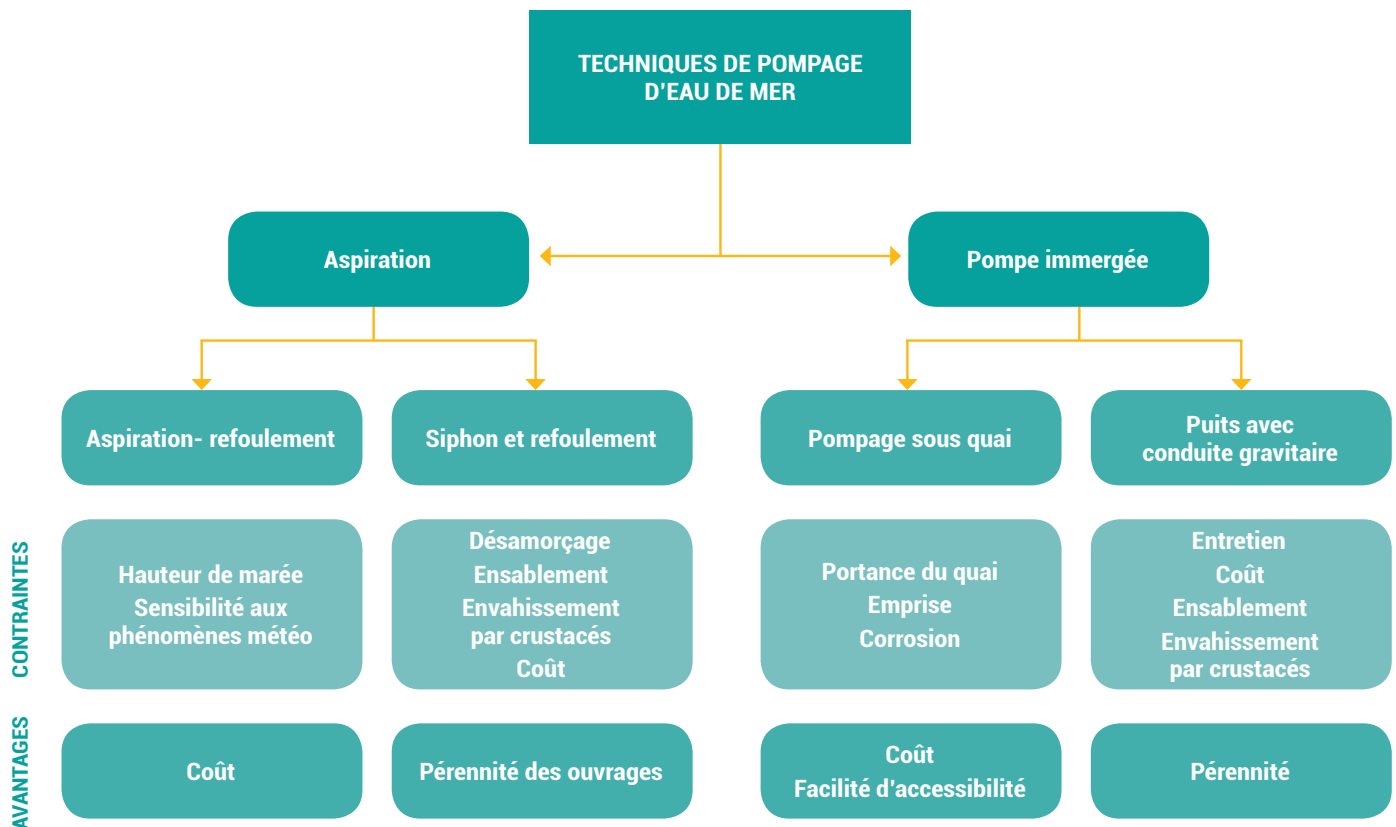 TECHNIQUES DE POMPAGE
D'EAU DE MER
Aspiration
Pompe immergée
Aspiration- refoulement
Siphon et refoulement
Pompage sous quai
Puits avec
conduite gravitaire
CONTRAINTES
Hauteur de marée
Sensibilité aux
phénomènes météo
Désamorçage
Ensablement
Envahissement
par crustacés
Coût
Portance du quai
Emprise
Corrosion
Entretien
Coût
Ensablement
Envahissement
par crustacés
AVANTAGES
Coût
Pérennité des ouvrages
Coût
Facilité d'accessibilité
Pérennité